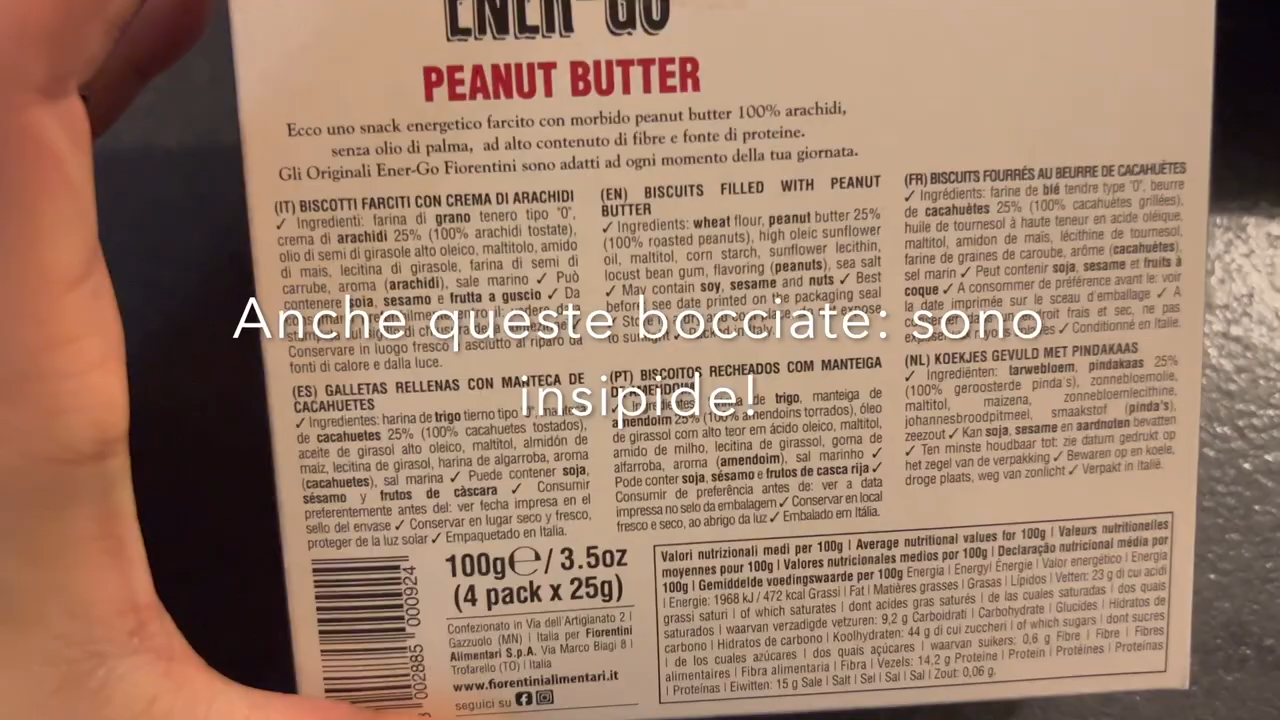 ENER-GO
PEANUT BUTTER
Ecco uno snack energetico farcito con morbido peanut butter 100% arachidi,
senza olio di palma, ad alto contenuto di fibre e fonte di proteine.
Gli Originali Ener-Go Fiorentini sono adatti ad ogni momento della tua giornata.
(IT) BISCOTTI FARCITI CON CREMA DI ARACHIDI
✓ Ingredienti: farina di grano tenero tipo "0",
crema di arachidi 25% (100% arachidi tostate),
olio di semi di girasole alto oleico, maltitolo, amido
di mais, lecitina di girasole, farina di semi di
carrube, aroma (arachidi), sale marino ✓ Può
contenere soia, sesamo e frutta a guscio ✓ Da
Conservare in luogo fresco asciutto al riparo da
fonti di calore e dalla luce.
(EN) BISCUITS FILLED WITH PEANUT
BUTTER
✓ Ingredients: wheat flour, peanut butter 25%
(100% roasted peanuts), high oleic sunflower
oil, maltitol, corn starch, sunflower lecithin,
locust bean gum, flavoring (peanuts), sea salt
✓ May contain soy, sesame and nuts ✓ Best
before: see date printed on the packaging seal
(FR) BISCUITS FOURRÉS AU BEURRE DE CACAHUÈTES
✓ Ingrédients: farine de blé tendre type "0", beurre
de cacahuètes 25% (100% cacahuètes grillées),
huile de tournesol à haute teneur en acide oléique,
maltitol, amidon de maïs, lécithine de tournesol,
farine de graines de caroube, arôme (cacahuètes),
sel marin ✓ Peut contenir soja, sesame et fruits à
coque ✓ A consommer de préférence avant le: voir
la date imprimée sur le sceau d'emballage ✓ A
droit frais et sec, ne pas
✓ Conditionné en Italie.
Anche queste bocciate: sono
insipide!
(ES) GALLETAS RELLENAS CON MANTECA DE
CACAHUETES
✓ Ingredientes: harina de trigo tierno tipo
de cacahuetes 25% (100% cacahuetes tostados),
aceite de girasol alto oleico, maltitol, almidón de
maíz, lecitina de girasol, harina de algarroba, aroma
(cacahuetes), sal marina ✓ Puede contener soja,
sésamo y frutos de càscara ✓ Consumir
preferentemente antes del: ver fecha impresa en el
sello del envase ✓ Conservar en lugar seco y fresco,
proteger de la luz solar ✓ Empaquetado en Italia.
(PT) BISCOITOS RECHEADOS COM MANTEIGA
DE AMENDOIM
de trigo, manteiga de
amendoim 25% (100% amendoins torrados), óleo
de girassol com alto teor em ácido oleico, maltitol,
amido de milho, lecitina de girassol, goma de
alfarroba, aroma (amendoim), sal marinho ✓
Pode conter soja, sésamo e frutos de casca rija ✓
Consumir de preferência antes de: ver a data
impressa no selo da embalagem ✓ Conservar en local
fresco e seco, ao abrigo da luz ✓ Embalado em Itália.
(NL) KOEKJES GEVULD MET PINDAKAAS
✓ Ingrediënten: tarwebloem, pindakaas 25%
(100% geroosterde pinda's), zonnebloemolie,
maltitol, maizena, zonnebloemlecithine,
johannesbroodpitmeel, smaakstof (pinda's),
zeezout ✓ Kan soja, sesame en aardnoten bevatten
✓ Ten minste houdbaar tot: zie datum gedrukt op
het zegel van de verpakking ✓ Bewaren op en koele,
droge plaats, weg van zonlicht ✓ Verpakt in Italië.
002885 000924
100g℮/ 3.5oz
(4 pack x 25g)
Confezionato in Via dell'Artigianato 2 |
Gazzuolo (MN) | Italia per Fiorentini
Alimentari S.p.A. Via Marco Biagi 8 |
Trofarello (TO) | Italia
www.fiorentinialimentari.it
seguici su
Valori nutrizionali medi per 100g | Average nutritional values for 100g | Valeurs nutritionelles
moyennes pour 100g | Valores nutricionales medios por 100g | Declaração nutricional média por
100g | Gemiddelde voedingswaarde per 100g Energia | Energy| Energie | Valor energético | Energia
| Energie: 1968 kJ / 472 kcal Grassi | Fat | Matières grasses | Grasas | Lípidos | Vetten: 23 g di cui acidi
grassi saturi | of which saturates | dont acides gras saturés | de las cuales saturadas | dos quais
saturados | waarvan verzadigde vetzuren: 9,2 g Carboidrati | Carbohydrate | Glucides | Hidratos de
carbono | Hidratos de carbono | Koolhydraten: 44 g di cui zuccheri | of which sugars | dont sucres
| de los cuales azúcares | dos quais açúcares | waarvan suikers: 0,6 g Fibre | Fibre | Fibres
alimentaires | Fibra alimentaria | Fibra | Vezels: 14,2 g Proteine | Protein | Protéines | Proteínas
| Proteínas | Eiwitten: 15 g Sale | Salt | Sel | Sal | Sal | Zout: 0,06 g.